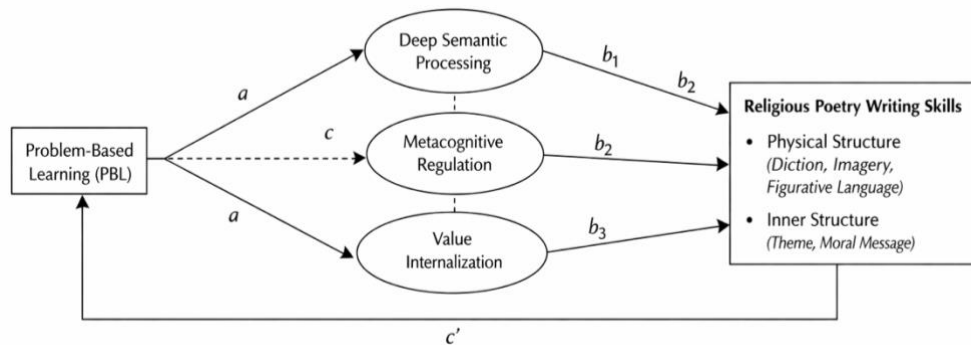 Deep Semantic
Processing
b1
b2
a
Religious Poetry Writing Skills
• Physical Structure
(Diction, Imagery,
Figurative Language)
• Inner Structure
(Theme, Moral Message)
c
Problem-Based
Learning (PBL)
Metacognitive
Regulation
b2
a
Value
Internalization
b3
c'